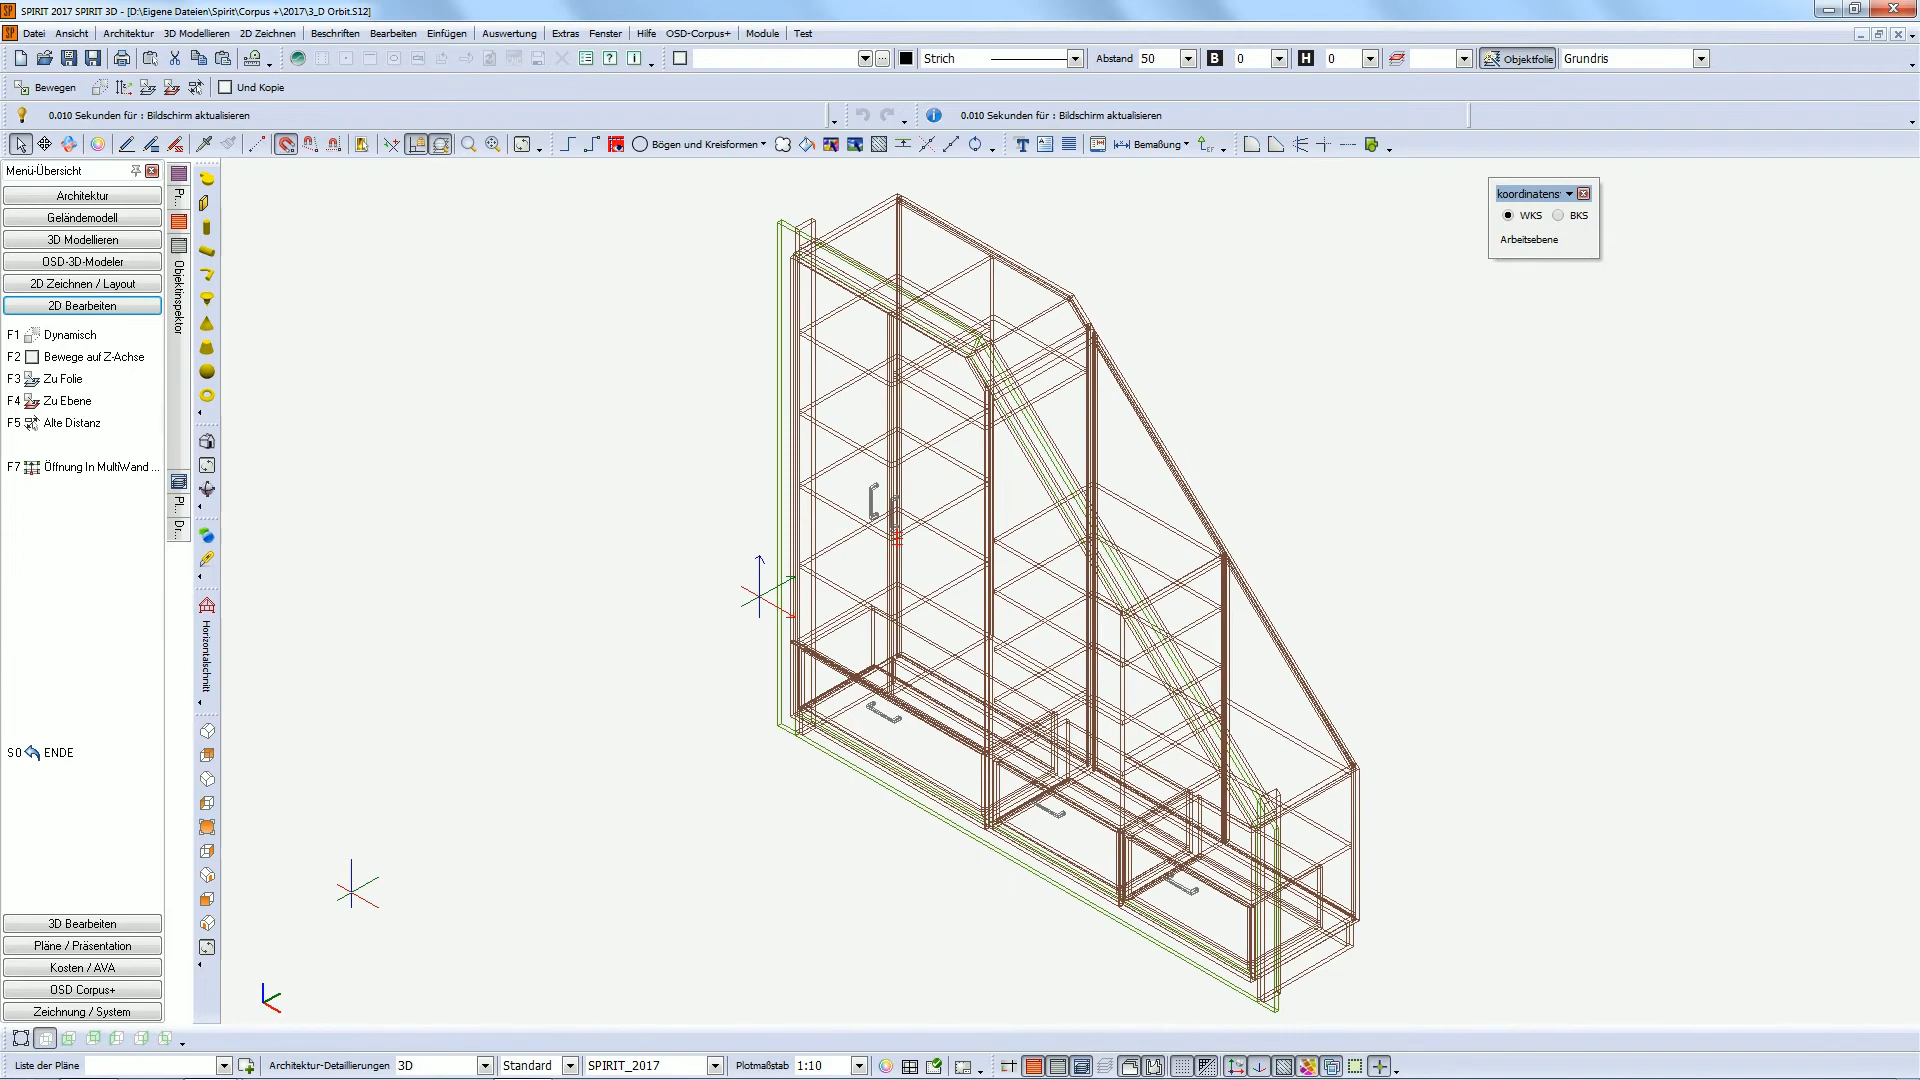 SPIRIT 2017 SPIRIT 3D - [D:\Eigene Dateien\Spirit\Corpus +\2017\3_D Orbit.S12]
Datei Ansicht Architektur 3D Modellieren 2D Zeichnen Beschriften Bearbeiten Einfügen Auswertung Extras Fenster Hilfe OSD-Corpus+ Module Test
Strich Abstand 50 B 0 H 0 Objektfolie Grundris
Bewegen Und Kopie
0.010 Sekunden für : Bildschirm aktualisieren 0.010 Sekunden für : Bildschirm aktualisieren
Bögen und Kreisformen Bemaßung
Menü-Übersicht
Architektur
Geländemodell
3D Modellieren
OSD-3D-Modeler
2D Zeichnen / Layout
2D Bearbeiten
F1 Dynamisch
F2 Bewege auf Z-Achse
F3 Zu Folie
F4 Zu Ebene
F5 Alte Distanz
F7 Öffnung In MultiWand ...
S0 ENDE
3D Bearbeiten
Pläne / Präsentation
Kosten / AVA
OSD Corpus+
Zeichnung / System
Pr...
Objektinspektor
Pl...
Dr...
Horizontalschnitt
koordinatens
WKS BKS
Arbeitsebene
Liste der Pläne Architektur-Detaillierungen 3D Standard SPIRIT_2017 Plotmaßstab 1:10